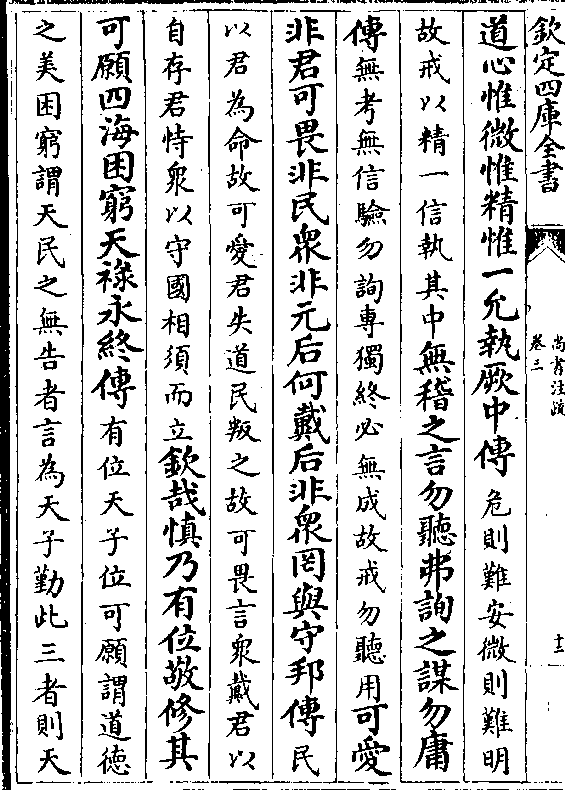 欽定四庫全書
尚書注疏
卷三
十三
道心惟微惟精惟一允執厥中傳危則難安微則難明
故戒以精一信執其中無稽之言勿聽弗詢之謀勿庸
傳無考無信驗勿詢專獨終必無成故戒勿聽用可愛
非君可畏非民衆非元后何戴后非衆罔與守邦傳民
以君為命故可愛君失道民叛之故可畏言衆戴君以
自存君恃衆以守國相須而立欽哉慎乃有位敬修其
可願四海困窮天祿永終傳有位天子位可願謂道德
之美困窮謂天民之無告者言為天子勤此三者則天